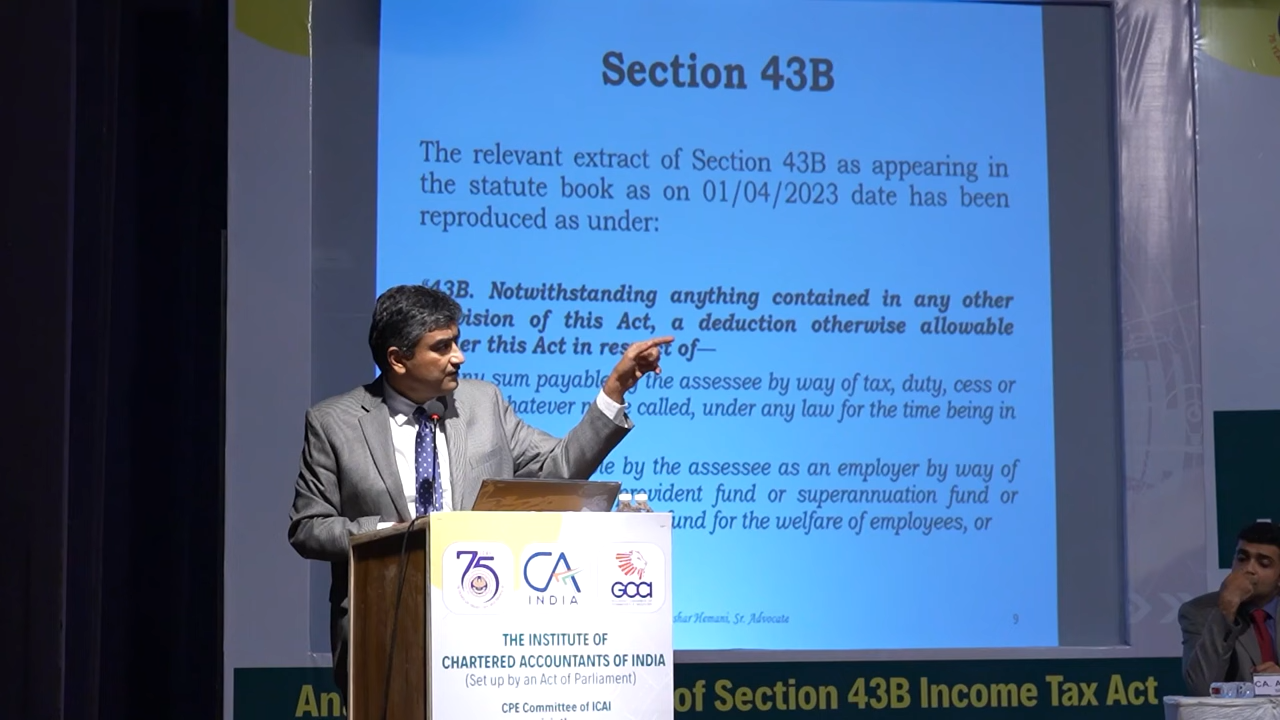 Section 43B
The relevant extract of Section 43B as appearing in
the statute book as on 01/04/2023 date has been
reproduced as under:
“43B. Notwithstanding anything contained in any other
ision of this Act, a deduction otherwise allowable
er this Act in res t of—
ny sum payable the assessee by way of tax, duty, cess or
hatever n called, under any law for the time being in
le by the assessee as an employer by way of
provident fund or superannuation fund or
und for the welfare of employees, or
shar Hemani, Sr. Advocate
9
75
CA
INDIA
GCCI
THE INSTITUTE OF
CHARTERED ACCOUNTANTS OF INDIA
(Set up by an Act of Parliament)
CPE Committee of ICAI
An
of Section 43B Income Tax Act
CA. A